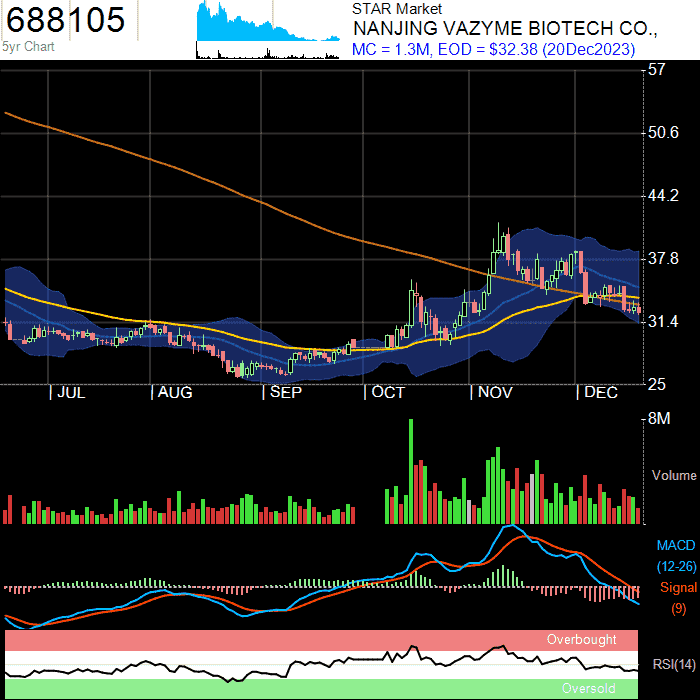 688105
5yr Chart
STAR Market
NANJING VAZYME BIOTECH CO.,
MC = 1.3M, EOD = $32.38 (20Dec2023)
57
50.6
44.2
37.8
31.4
25
JUL
AUG
SEP
OCT
NOV
DEC
8M
Volume
MACD
(12-26)
Signal
(9)
Overbought
RSI(14)
Oversold